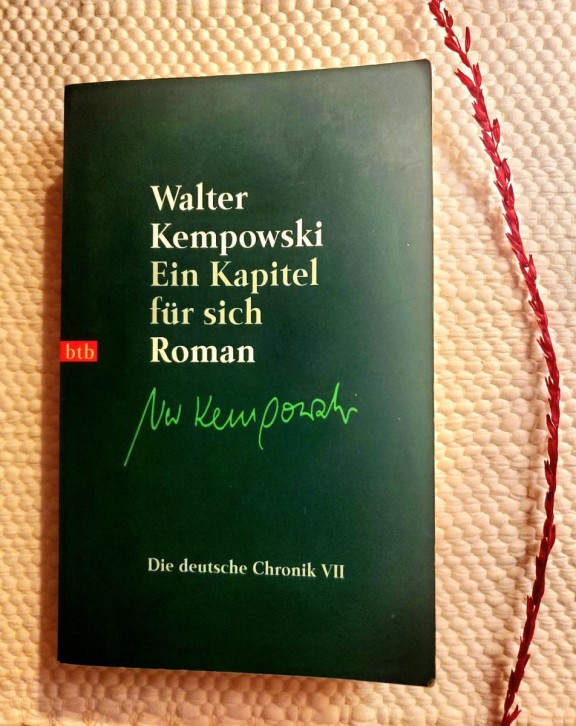 Walter
Kempowski
Ein Kapitel
für sich
Roman
btb
Kempowski
Die deutsche Chronik VII